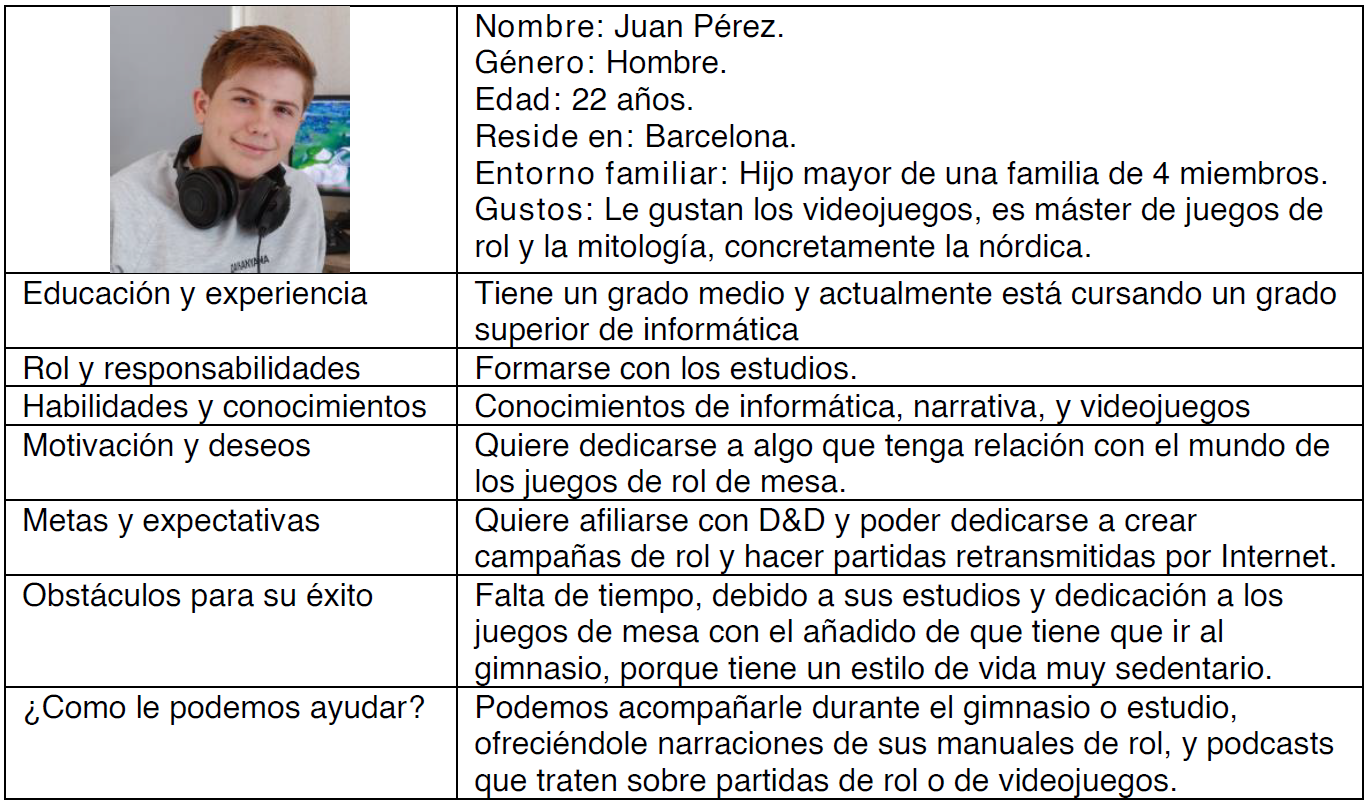 Nombre: Juan Pérez.
Género: Hombre.
Edad: 22 años.
Reside en: Barcelona.
Entorno familiar: Hijo mayor de una familia de 4 miembros.
Gustos: Le gustan los videojuegos, es máster de juegos de
rol y la mitología, concretamente la nórdica.
Educación y experiencia
Tiene un grado medio y actualmente está cursando un grado
superior de informática
Rol y responsabilidades
Formarse con los estudios.
Habilidades y conocimientos
Conocimientos de informática, narrativa, y videojuegos
Motivación y deseos
Quiere dedicarse a algo que tenga relación con el mundo de
los juegos de rol de mesa.
Metas y expectativas
Quiere afiliarse con D&D y poder dedicarse a crear
campañas de rol y hacer partidas retransmitidas por Internet.
Obstáculos para su éxito
Falta de tiempo, debido a sus estudios y dedicación a los
juegos de mesa con el añadido de que tiene que ir al
gimnasio, porque tiene un estilo de vida muy sedentario.
¿Como le podemos ayudar?
Podemos acompañarle durante el gimnasio o estudio,
ofreciéndole narraciones de sus manuales de rol, y podcasts
que traten sobre partidas de rol o de videojuegos.